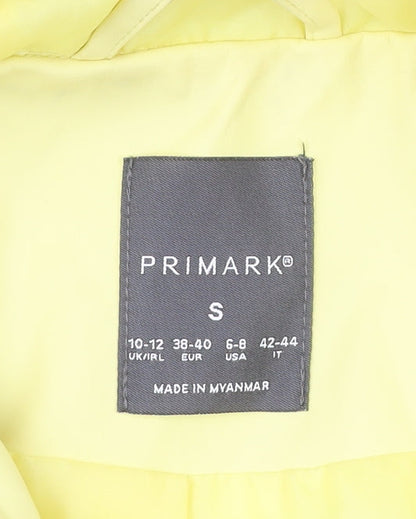 PRIMARK®
S
10-12 38-40 6-8 42-44
UK/IRL EUR USA IT
MADE IN MYANMAR